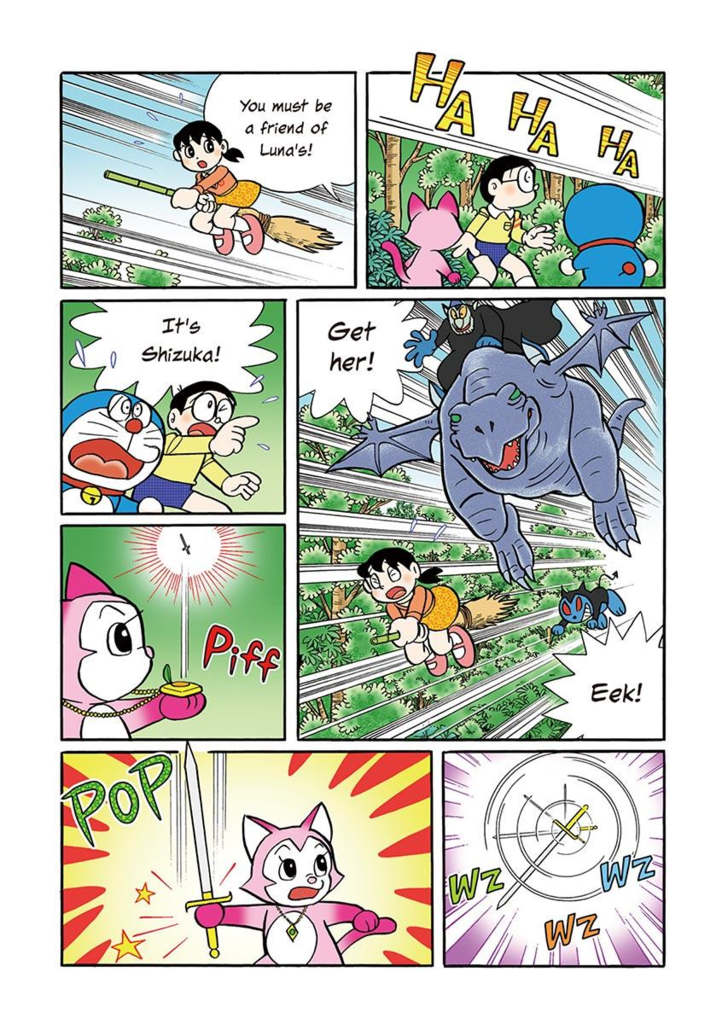 You must be
a friend of
Luna's!
HA
HA
HA
It's
Shizuka!
Get
her!
Eek!
Piff
POP
WZ
WZ
WZ